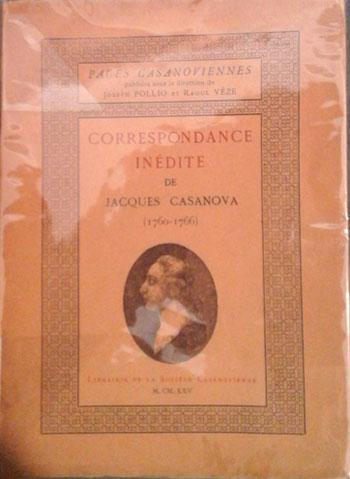 PAGES CASANOVIENNES
publiées sous la direction de
JOSEPH POLLIO ET RAOUL VÈZE
CORRESPONDANCE
INÉDITE
DE
JACQUES CASANOVA
(1760-1766)
LIBRAIRIE DE LA SOCIÉTÉ CASANOVIENNE
M. CM. XXV